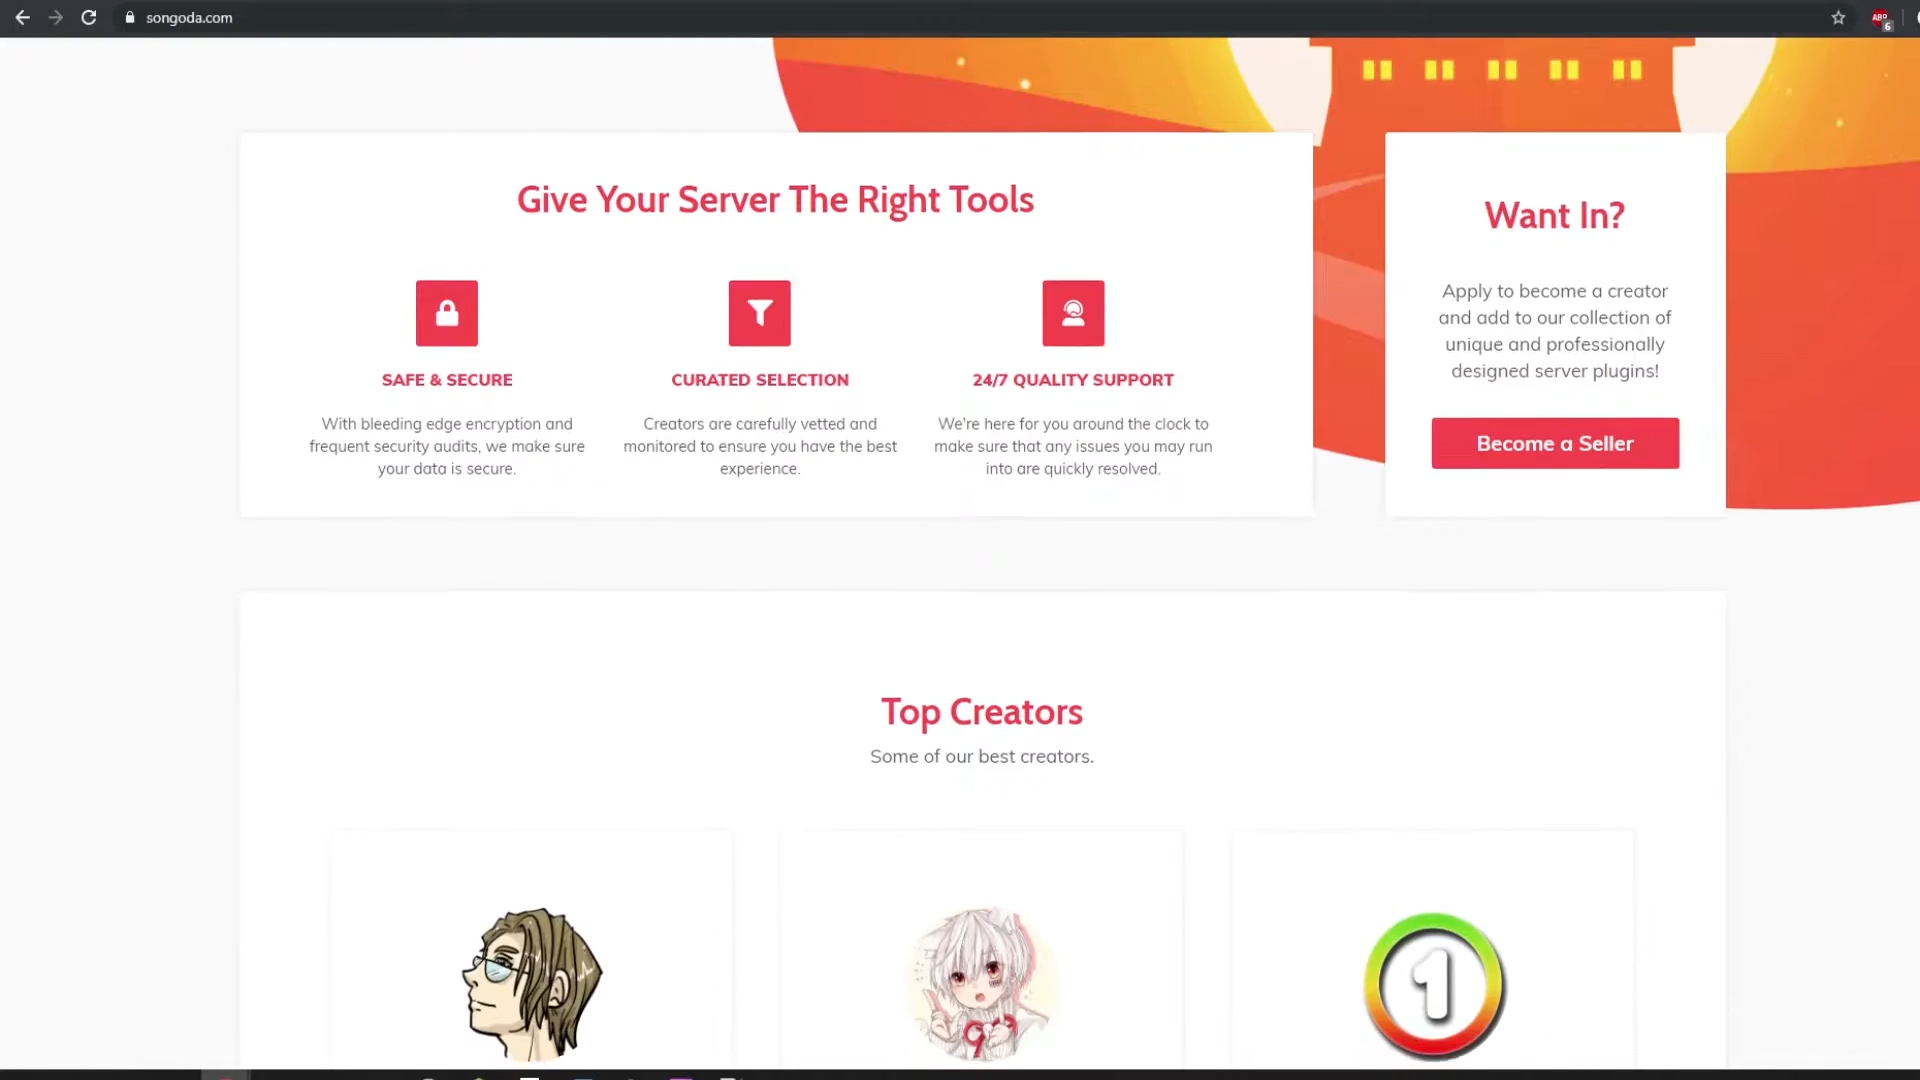 songoda.com
ABP
6
Give Your Server The Right Tools
SAFE & SECURE
With bleeding edge encryption and
frequent security audits, we make sure
your data is secure.
CURATED SELECTION
Creators are carefully vetted and
monitored to ensure you have the best
experience.
24/7 QUALITY SUPPORT
We're here for you around the clock to
make sure that any issues you may run
into are quickly resolved.
Want In?
Apply to become a creator
and add to our collection of
unique and professionally
designed server plugins!
Become a Seller
Top Creators
Some of our best creators.
1